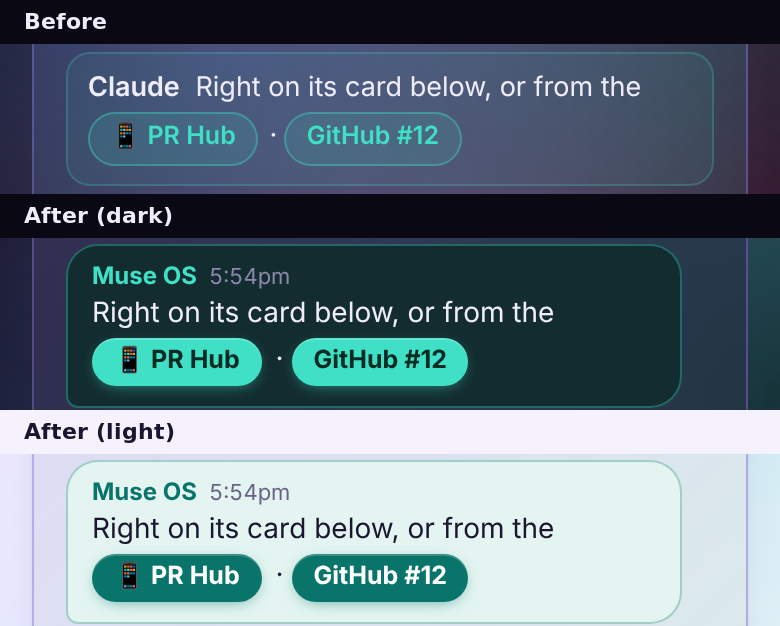 Before
Claude Right on its card below, or from the
📱 PR Hub · GitHub #12
After (dark)
Muse OS 5:54pm
Right on its card below, or from the
📱 PR Hub · GitHub #12
After (light)
Muse OS 5:54pm
Right on its card below, or from the
📱 PR Hub · GitHub #12